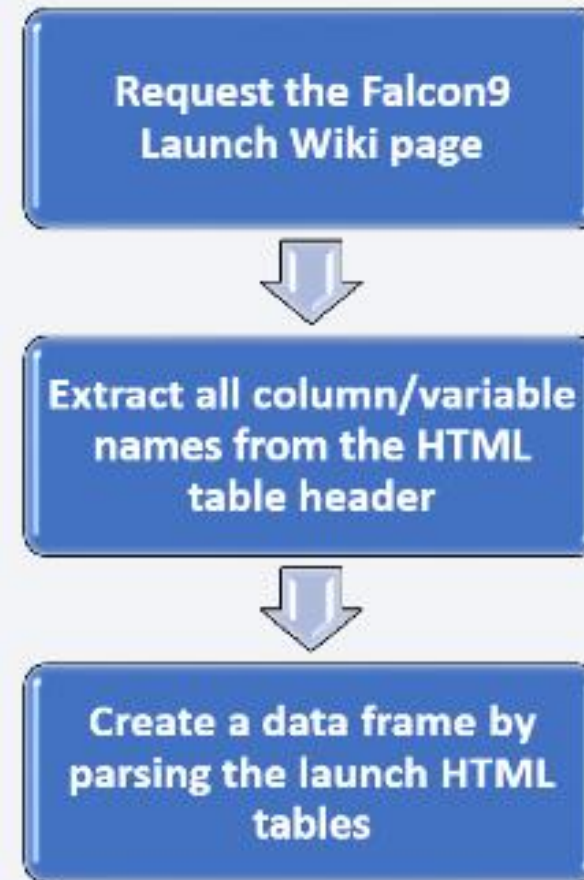 Request the Falcon9
Launch Wiki page
Extract all column/variable
names from the HTML
table header
Create a data frame by
parsing the launch HTML
tables